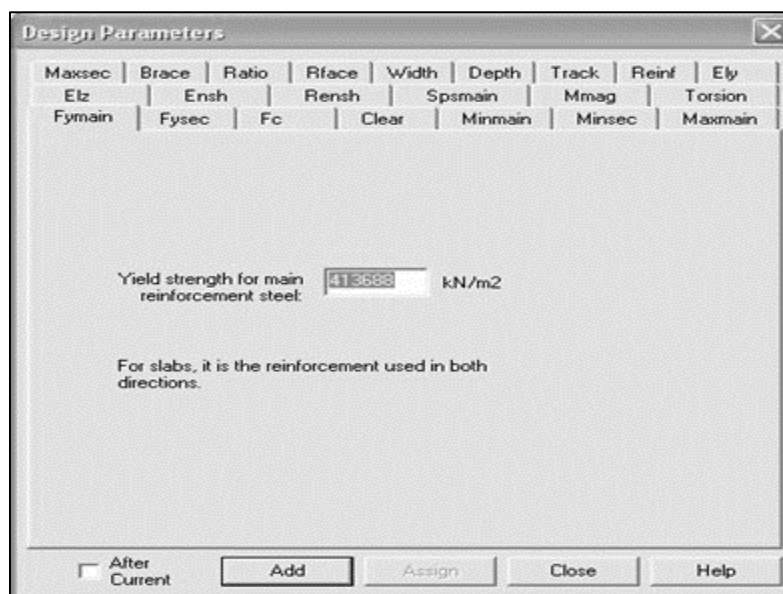 Design Parameters
Maxsec Brace Ratio Rface Width Depth Track Reinf Ely
Elz Ensh Rensh Spsmain Mmag Torsion
Fymain Fysec Fc Clear Minmain Minsec Maxmain
Yield strength for main 413688 kN/m2
reinforcement steel:
For slabs, it is the reinforcement used in both
directions.
After
Current Add Assign Close Help